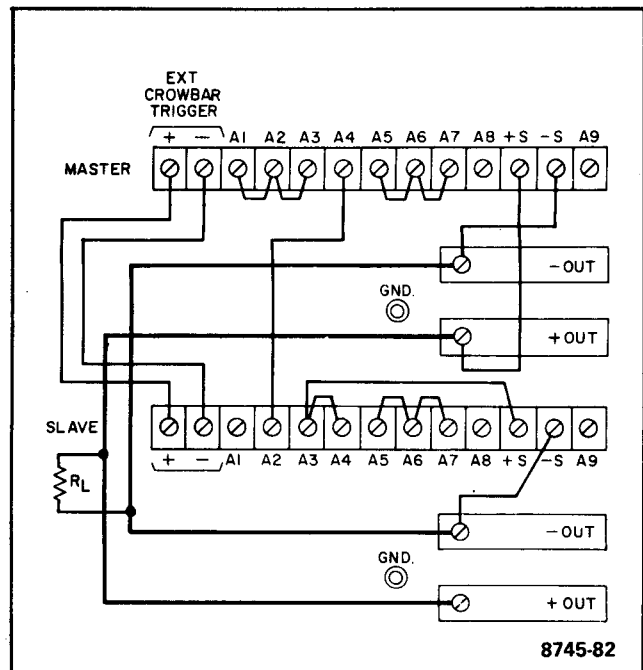 EXT
CROWBAR
TRIGGER
+ − A1 A2 A3 A4 A5 A6 A7 A8 +S −S A9
MASTER
− OUT
GND.
+ OUT
SLAVE
+ − A1 A2 A3 A4 A5 A6 A7 A8 +S −S A9
RL
− OUT
GND.
+ OUT
8745-82